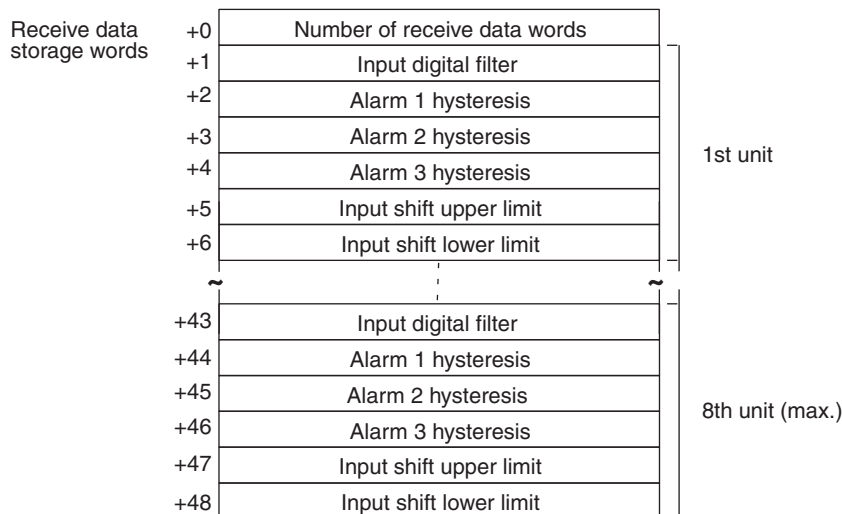 Receive data
storage words
+0 Number of receive data words
+1 Input digital filter
+2 Alarm 1 hysteresis
+3 Alarm 2 hysteresis
+4 Alarm 3 hysteresis
+5 Input shift upper limit
+6 Input shift lower limit
1st unit
~ ~
+43 Input digital filter
+44 Alarm 1 hysteresis
+45 Alarm 2 hysteresis
+46 Alarm 3 hysteresis
+47 Input shift upper limit
+48 Input shift lower limit
8th unit (max.)